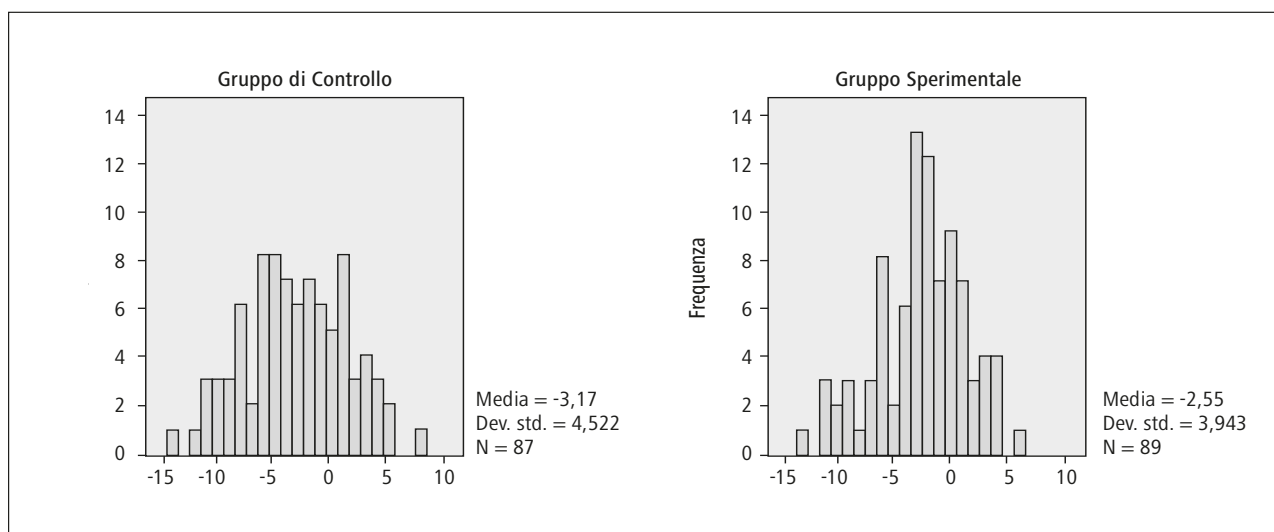 Gruppo di Controllo
14
12
10
8
6
4
2
0
-15 -10 -5 0 5 10
Media = -3,17
Dev. std. = 4,522
N = 87
Gruppo Sperimentale
Frequenza
14
12
10
8
6
4
2
0
-15 -10 -5 0 5 10
Media = -2,55
Dev. std. = 3,943
N = 89